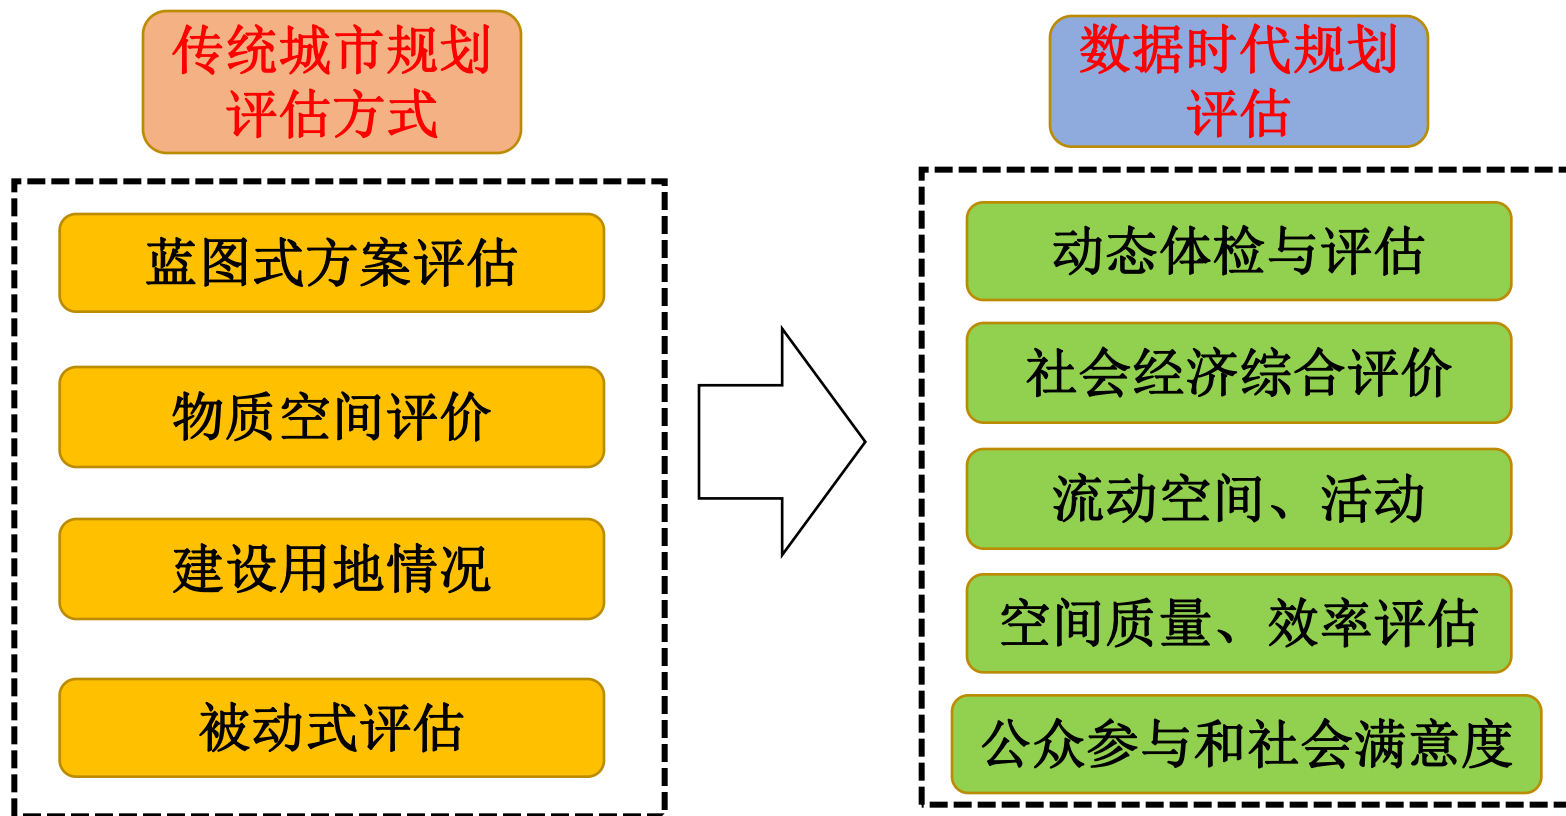 传统城市规划
评估方式
蓝图式方案评估
物质空间评价
建设用地情况
被动式评估
数据时代规划
评估
动态体检与评估
社会经济综合评价
流动空间、活动
空间质量、效率评估
公众参与和社会满意度